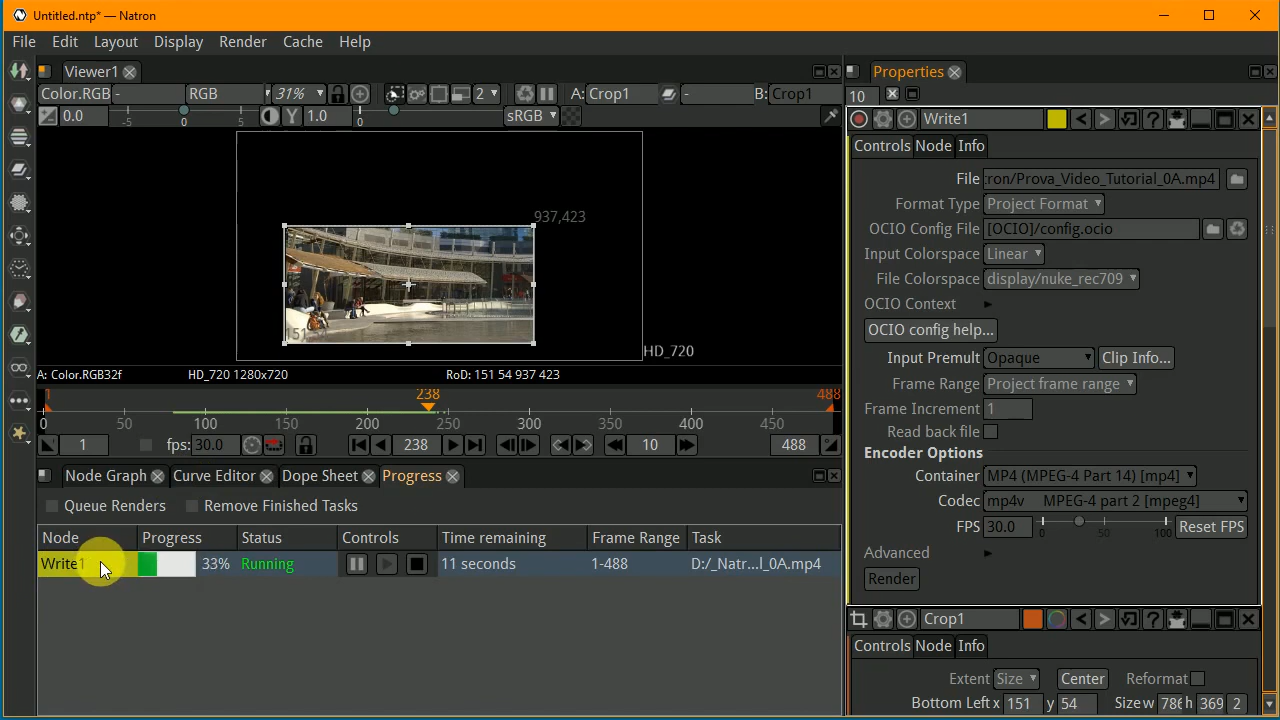 Untitled.ntp* — Natron
File Edit Layout Display Render Cache Help
Viewer1
Color.RGB - RGB 31% 2 A: Crop1 - B: Crop1
0.0 -5 0 5 Y 1.0 0 sRGB
937,423
HD_720
A: Color.RGB32f HD_720 1280x720 RoD: 151 54 937 423
1 238 488
0 50 100 150 200 250 300 350 400 450
1 fps: 30.0 238 10 488
Node Graph Curve Editor Dope Sheet Progress
Queue Renders Remove Finished Tasks
Node Progress Status Controls Time remaining Frame Range Task
Write1 33% Running 11 seconds 1-488 D:/_Natr...l_0A.mp4
Properties
10
Write1
Controls Node Info
File :ron/Prova_Video_Tutorial_0A.mp4
Format Type Project Format
OCIO Config File [OCIO]/config.ocio
Input Colorspace Linear
File Colorspace display/nuke_rec709
OCIO Context
OCIO config help...
Input Premult Opaque Clip Info...
Frame Range Project frame range
Frame Increment 1
Read back file
Encoder Options
Container MP4 (MPEG-4 Part 14) [mp4]
Codec mp4v MPEG-4 part 2 [mpeg4]
FPS 30.0 0 50 100 Reset FPS
Advanced
Render
Crop1
Controls Node Info
Extent Size Center Reformat
Bottom Left x 151 y 54 Size w 786 h 369 2